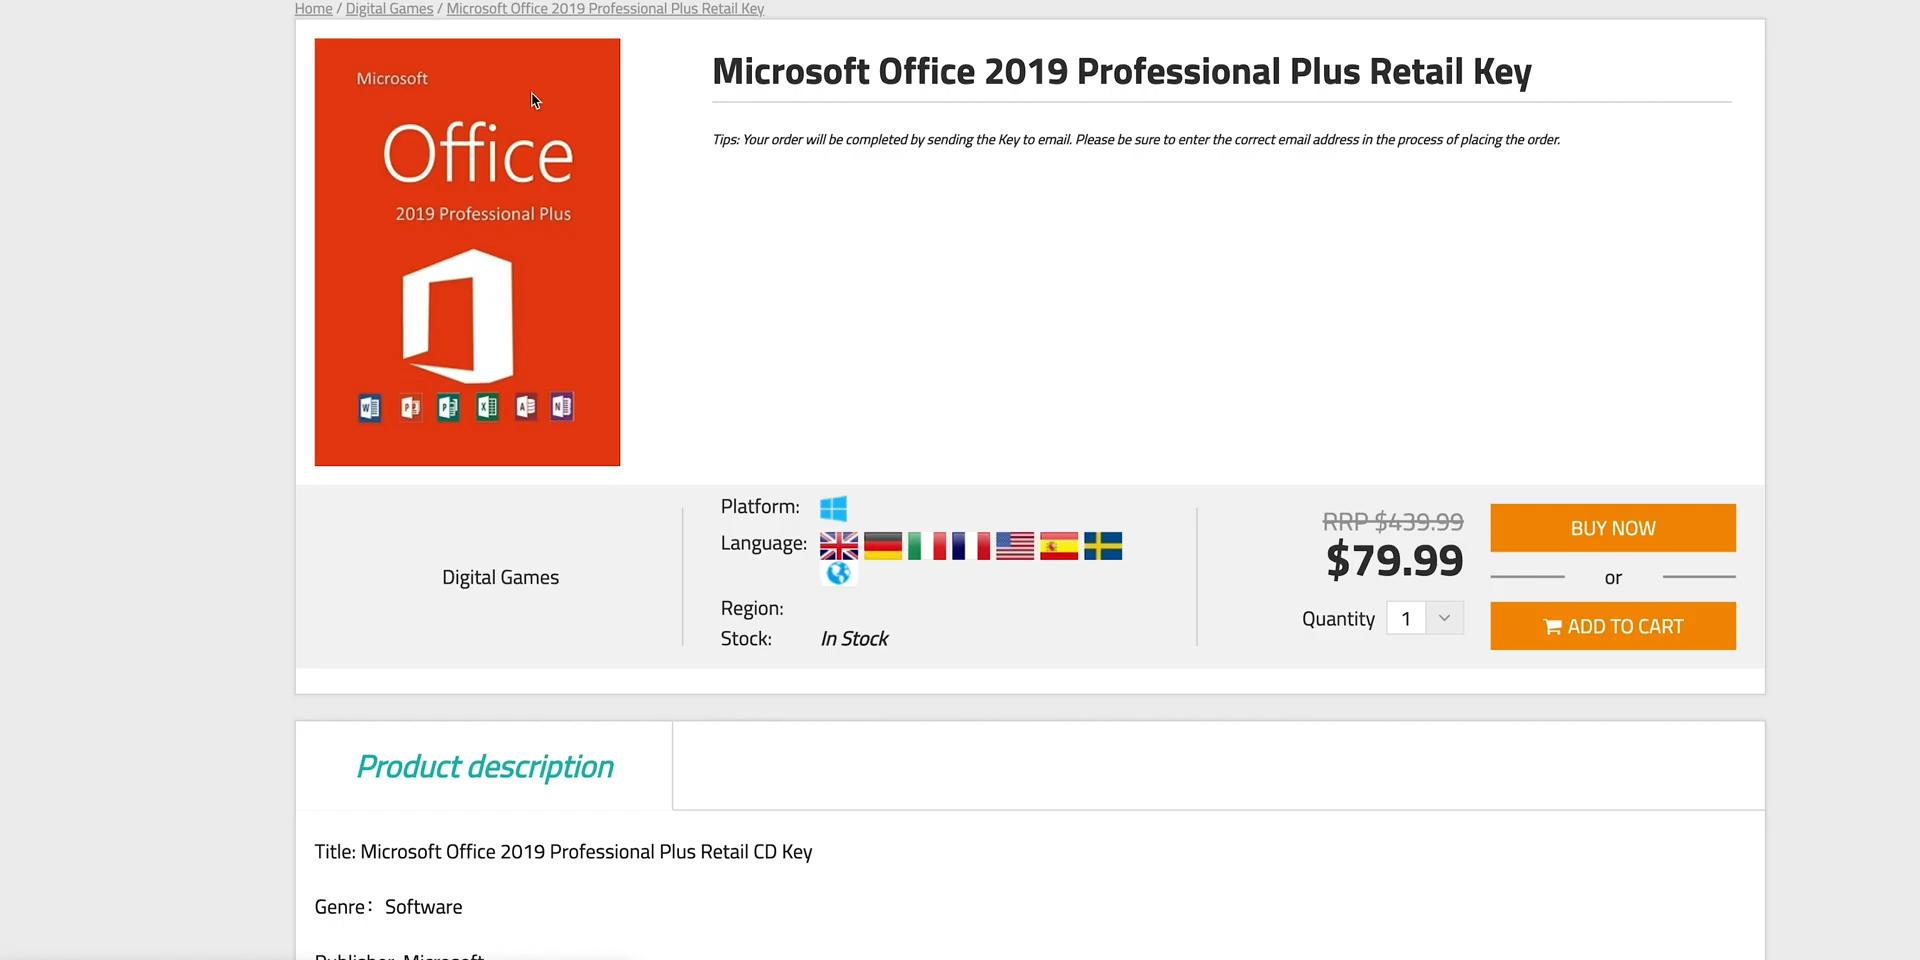 Home / Digital Games / Microsoft Office 2019 Professional Plus Retail Key
Microsoft
Office
2019 Professional Plus
W P P X A N
Microsoft Office 2019 Professional Plus Retail Key
Tips: Your order will be completed by sending the Key to email. Please be sure to enter the correct email address in the process of placing the order.
Digital Games
Platform:
Language:
Region:
Stock: In Stock
RRP $439.99
$79.99
Quantity 1
BUY NOW
or
ADD TO CART
Product description
Title: Microsoft Office 2019 Professional Plus Retail CD Key
Genre： Software
Publisher: Microsoft